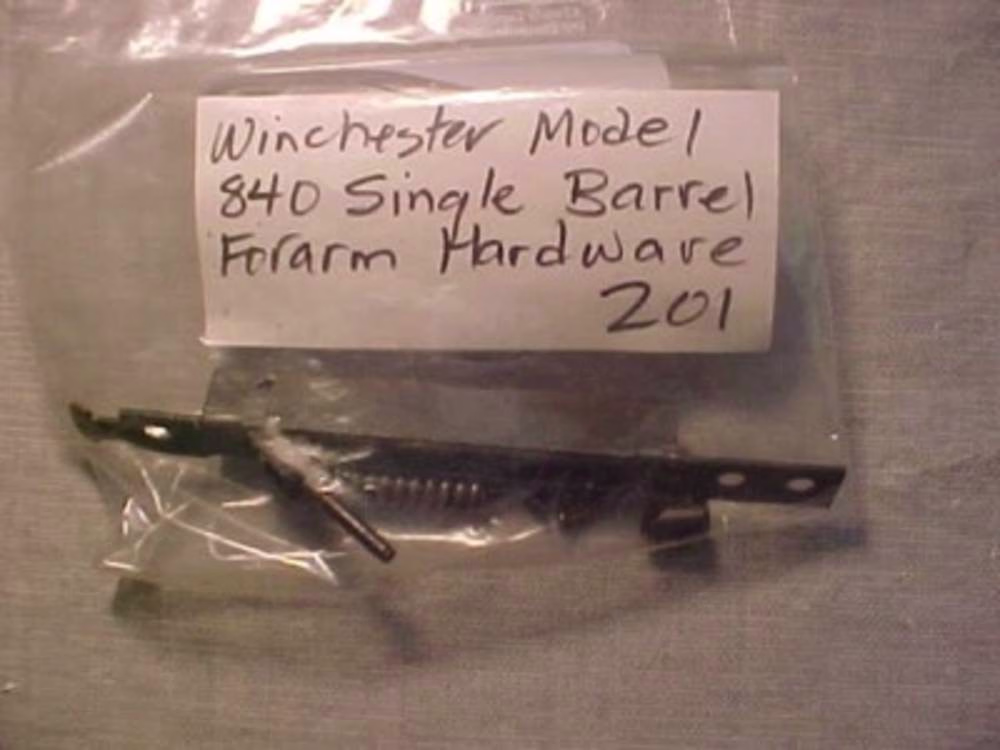 Winchester Model
840 Single Barrel
Forarm Hardware
201